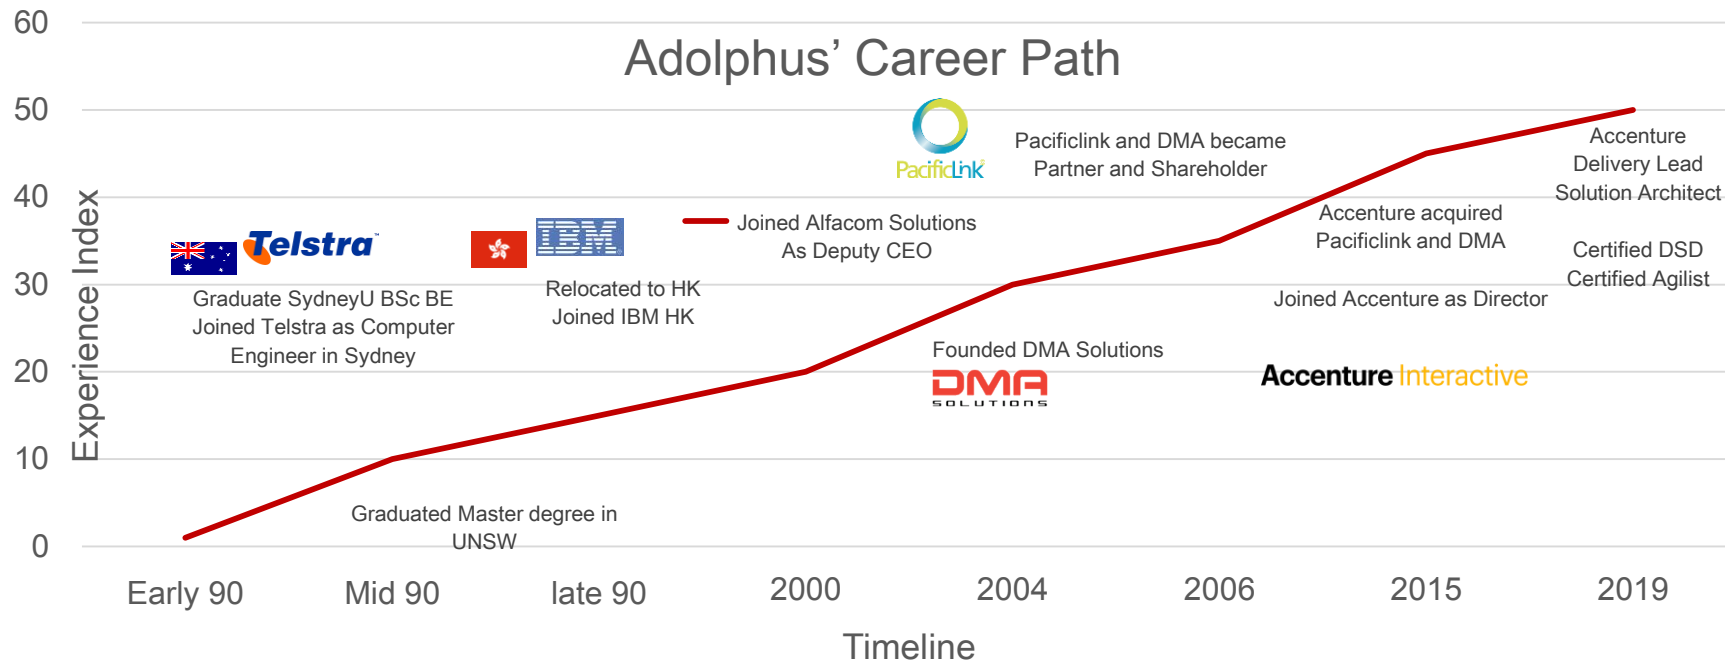 Adolphus’ Career Path
60
50
40
30
20
10
0
Experience Index
Telstra™
Graduate SydneyU BSc BE
Joined Telstra as Computer
Engineer in Sydney
Graduated Master degree in
UNSW
IBM®
Relocated to HK
Joined IBM HK
Joined Alfacom Solutions
As Deputy CEO
PacificLink
Pacificlink and DMA became
Partner and Shareholder
Founded DMA Solutions
DMA
SOLUTIONS
Accenture acquired
Pacificlink and DMA
Joined Accenture as Director
Accenture Interactive
Accenture
Delivery Lead
Solution Architect
Certified DSD
Certified Agilist
Early 90
Mid 90
late 90
2000
2004
2006
2015
2019
Timeline